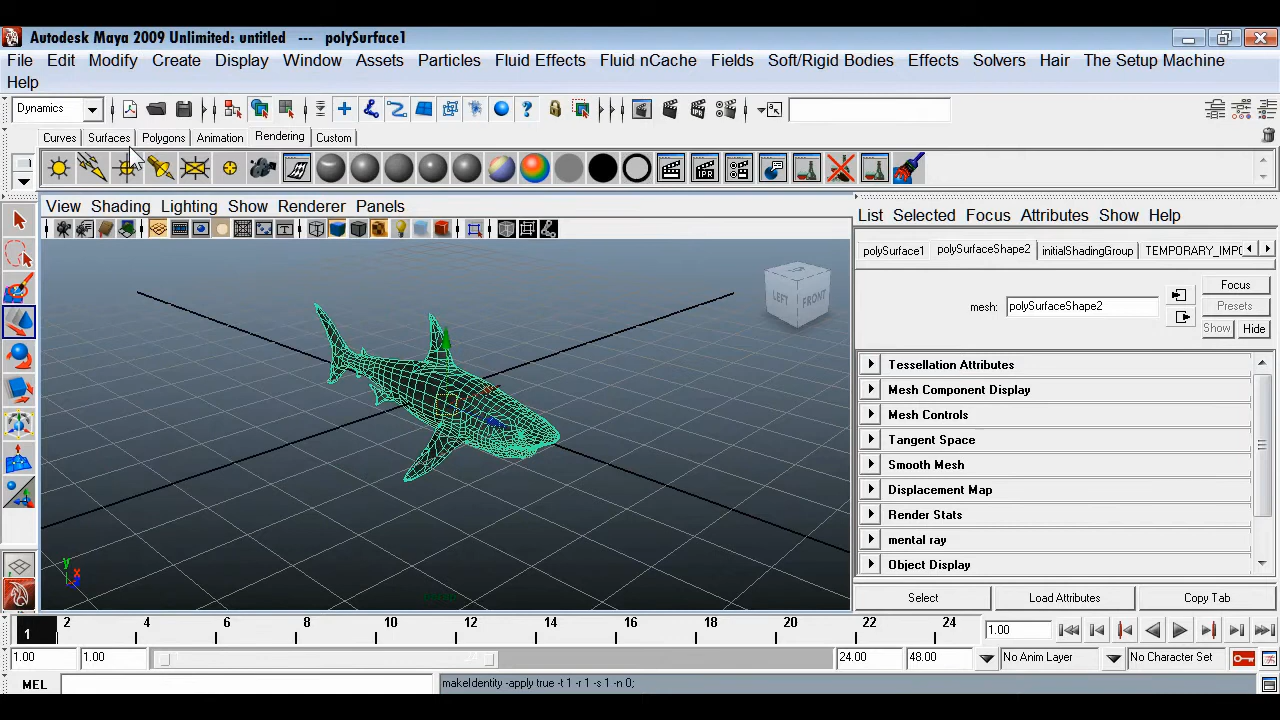 Autodesk Maya 2009 Unlimited: untitled --- polySurface1
File Edit Modify Create Display Window Assets Particles Fluid Effects Fluid nCache Fields Soft/Rigid Bodies Effects Solvers Hair The Setup Machine
Help
Dynamics
Curves Surfaces Polygons Animation Rendering Custom
IPR
View Shading Lighting Show Renderer Panels
List Selected Focus Attributes Show Help
polySurface1 polySurfaceShape2 initialShadingGroup TEMPORARY_IMPO
TOP
LEFT FRONT
mesh: polySurfaceShape2
Focus
Presets
Show Hide
Tessellation Attributes
Mesh Component Display
Mesh Controls
Tangent Space
Smooth Mesh
Displacement Map
Render Stats
mental ray
Object Display
y
x
Select Load Attributes Copy Tab
1 2 4 6 8 10 12 14 16 18 20 22 24 1.00
1.00 1.00 24.00 48.00 No Anim Layer No Character Set
MEL makeIdentity -apply true -t 1 -r 1 -s 1 -n 0;